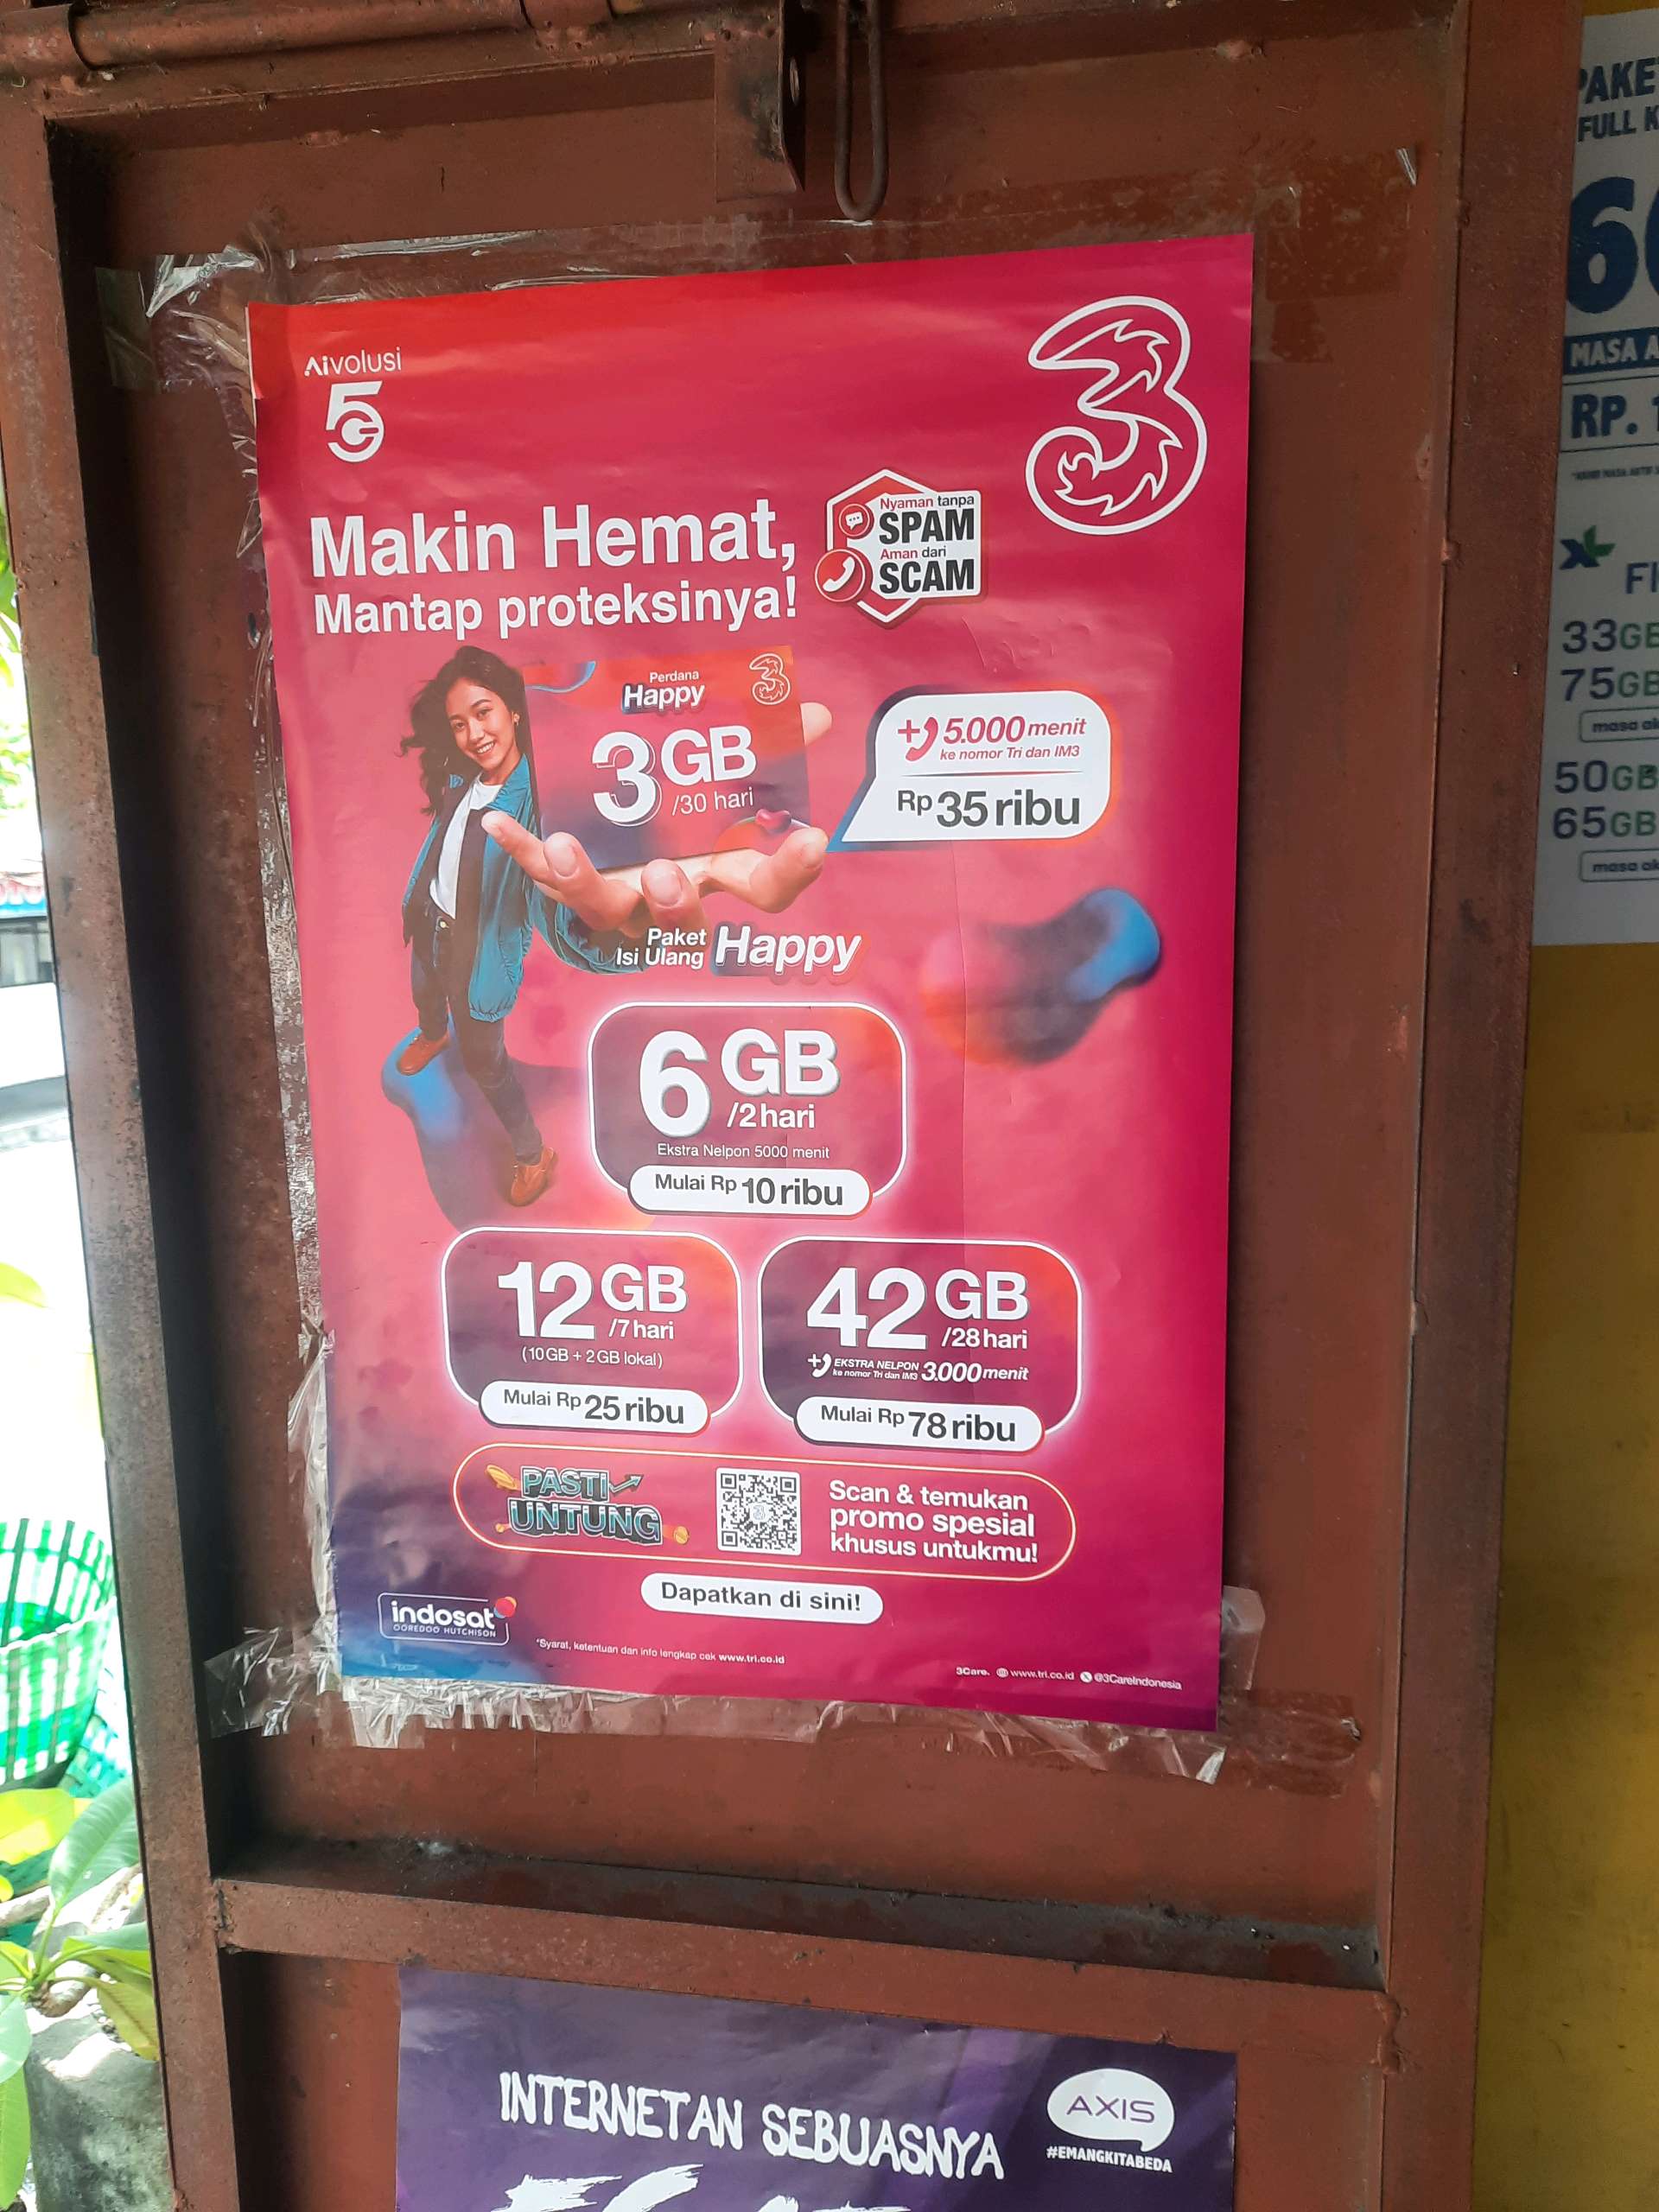 Aivolusi
5G
3
Makin Hemat,
Mantap proteksinya!
Nyaman tanpa
SPAM
Aman dari
SCAM
Perdana
Happy
3
3GB
/30 hari
+5.000 menit
ke nomor Tri dan IM3
Rp 35 ribu
Paket
Isi Ulang
Happy
6GB
/2 hari
Ekstra Nelpon 5000 menit
Mulai Rp 10 ribu
12GB
/7 hari
(10GB + 2GB lokal)
Mulai Rp 25 ribu
42GB
/28 hari
+ EKSTRA NELPON
ke nomor Tri dan IM3
3.000 menit
Mulai Rp 78 ribu
PASTI
UNTUNG
Scan & temukan
promo spesial
khusus untukmu!
Dapatkan di sini!
indosat
OOREDOO HUTCHISON
*Syarat, ketentuan dan info lengkap cek www.tri.co.id
3Care. www.tri.co.id @3CareIndonesia
INTERNETAN SEBUASNYA
AXIS
#EMANGKITABEDA
FULL
MASA
RP.
33GB
75GB
masa
50GB
65GB
masa